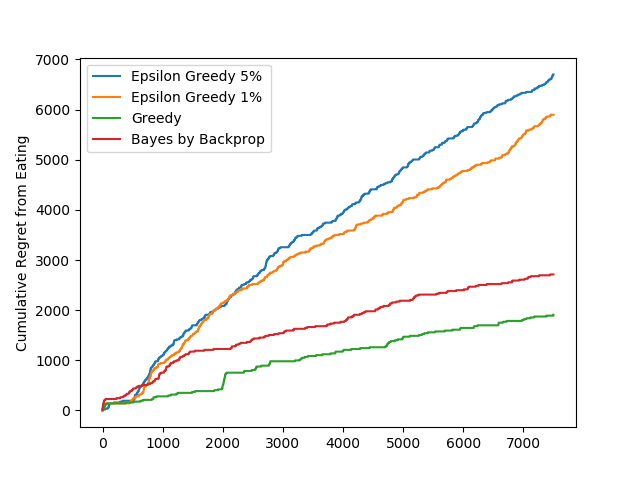 7000
6000
5000
4000
3000
2000
1000
0
Cumulative Regret from Eating
Epsilon Greedy 5%
Epsilon Greedy 1%
Greedy
Bayes by Backprop
0 1000 2000 3000 4000 5000 6000 7000